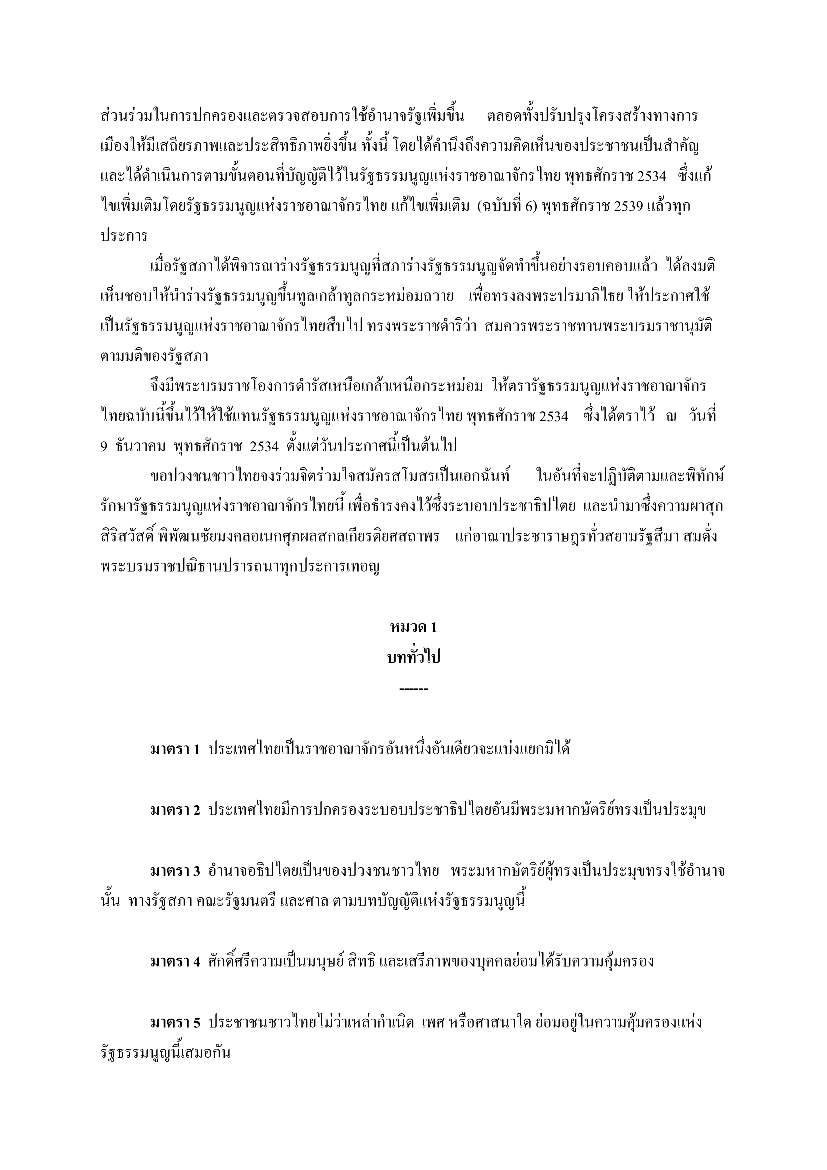 ส่วนร่วมในการปกครองและตรวจสอบการใช้อำนาจรัฐเพิ่มขึ้น ตลอดทั้งปรับปรุงโครงสร้างทางการ
เมืองให้มีเสถียรภาพและประสิทธิภาพยิ่งขึ้น ทั้งนี้ โดยได้คำนึงถึงความคิดเห็นของประชาชนเป็นสำคัญ
และได้ดำเนินการตามขั้นตอนที่บัญญัติไว้ในรัฐธรรมนูญแห่งราชอาณาจักรไทย พุทธศักราช 2534 ซึ่งแก้
ไขเพิ่มเติมโดยรัฐธรรมนูญแห่งราชอาณาจักรไทย แก้ไขเพิ่มเติม (ฉบับที่ 6) พุทธศักราช 2539 แล้วทุก
ประการ
เมื่อรัฐสภาได้พิจารณาร่างรัฐธรรมนูญที่สภาร่างรัฐธรรมนูญจัดทำขึ้นอย่างรอบคอบแล้ว ได้ลงมติ
เห็นชอบให้นำร่างรัฐธรรมนูญขึ้นทูลเกล้าทูลกระหม่อมถวาย เพื่อทรงลงพระปรมาภิไธย ให้ประกาศใช้
เป็นรัฐธรรมนูญแห่งราชอาณาจักรไทยสืบไป ทรงพระราชดำริว่า สมควรพระราชทานพระบรมราชานุมัติ
ตามมติของรัฐสภา
จึงมีพระบรมราชโองการดำรัสเหนือเกล้าเหนือกระหม่อม ให้ตรารัฐธรรมนูญแห่งราชอาณาจักร
ไทยฉบับนี้ขึ้นไว้ให้ใช้แทนรัฐธรรมนูญแห่งราชอาณาจักรไทย พุทธศักราช 2534 ซึ่งได้ตราไว้ ณ วันที่
9 ธันวาคม พุทธศักราช 2534 ตั้งแต่วันประกาศนี้เป็นต้นไป
ขอปวงชนชาวไทยจงร่วมจิตร่วมใจสมัครสโมสรเป็นเอกฉันท์ ในอันที่จะปฏิบัติตามและพิทักษ์
รักษารัฐธรรมนูญแห่งราชอาณาจักรไทยนี้ เพื่อธำรงคงไว้ซึ่งระบอบประชาธิปไตย และนำมาซึ่งความผาสุก
สิริสวัสดิ์ พิพัฒนชัยมงคลอเนกศุภผลสกลเกียรติยศสถาพร แก่อาณาประชาราษฎรทั่วสยามรัฐสีมา สมดั่ง
พระบรมราชปณิธานปรารถนาทุกประการเทอญ
หมวด 1
บททั่วไป
------
มาตรา 1 ประเทศไทยเป็นราชอาณาจักรอันหนึ่งอันเดียวจะแบ่งแยกมิได้
มาตรา 2 ประเทศไทยมีการปกครองระบอบประชาธิปไตยอันมีพระมหากษัตริย์ทรงเป็นประมุข
มาตรา 3 อำนาจอธิปไตยเป็นของปวงชนชาวไทย พระมหากษัตริย์ผู้ทรงเป็นประมุขทรงใช้อำนาจ
นั้น ทางรัฐสภา คณะรัฐมนตรี และศาล ตามบทบัญญัติแห่งรัฐธรรมนูญนี้
มาตรา 4 ศักดิ์ศรีความเป็นมนุษย์ สิทธิ และเสรีภาพของบุคคลย่อมได้รับความคุ้มครอง
มาตรา 5 ประชาชนชาวไทยไม่ว่าเหล่ากำเนิด เพศ หรือศาสนาใด ย่อมอยู่ในความคุ้มครองแห่ง
รัฐธรรมนูญนี้เสมอกัน